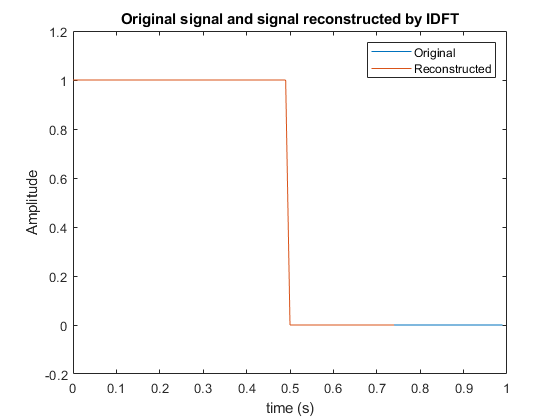 Original signal and signal reconstructed by IDFT
1.2
Original
Reconstructed
1
0.8
0.6
0.4
0.2
0
-0.2
Amplitude
0 0.1 0.2 0.3 0.4 0.5 0.6 0.7 0.8 0.9 1
time (s)